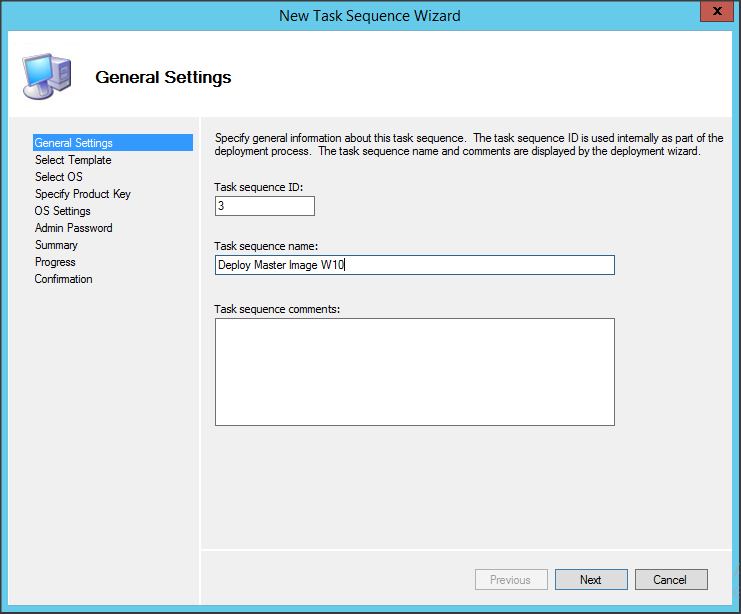 New Task Sequence Wizard
x
General Settings
General Settings
Select Template
Select OS
Specify Product Key
OS Settings
Admin Password
Summary
Progress
Confirmation
Specify general information about this task sequence.  The task sequence ID is used internally as part of the
deployment process.  The task sequence name and comments are displayed by the deployment wizard.
Task sequence ID:
3
Task sequence name:
Deploy Master Image W10
Task sequence comments:
Previous
Next
Cancel